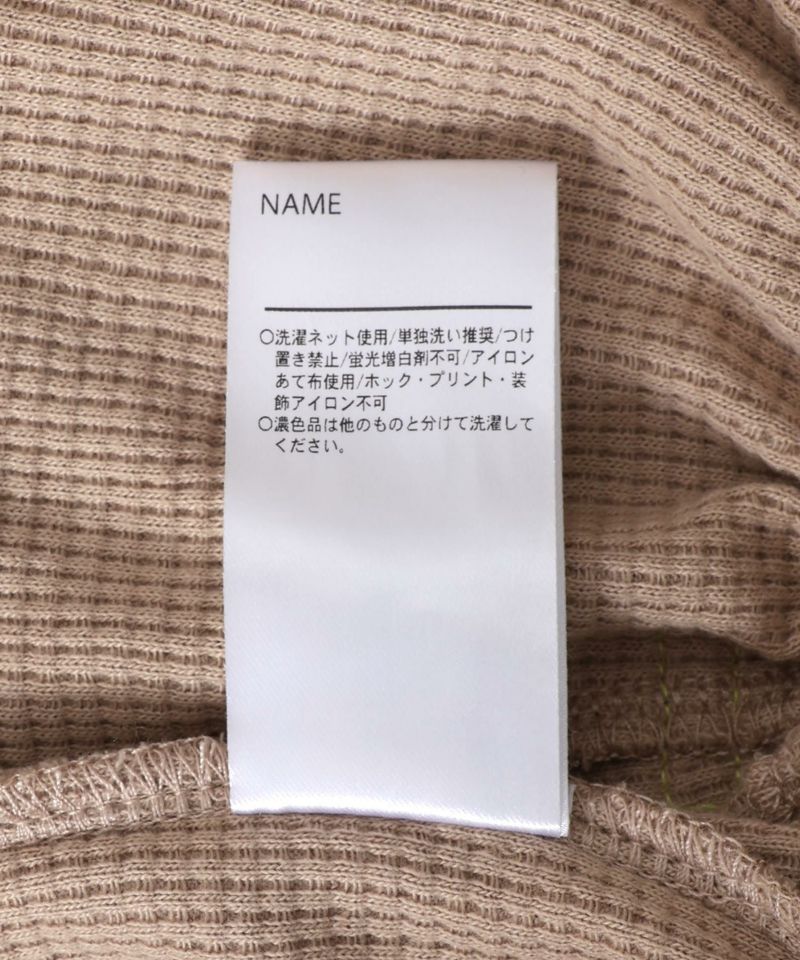 NAME
○洗濯ネット使用/単独洗い推奨/つけ
置き禁止/蛍光増白剤不可/アイロン
あて布使用/ホック・プリント・装
飾アイロン不可
○濃色品は他のものと分けて洗濯して
ください。